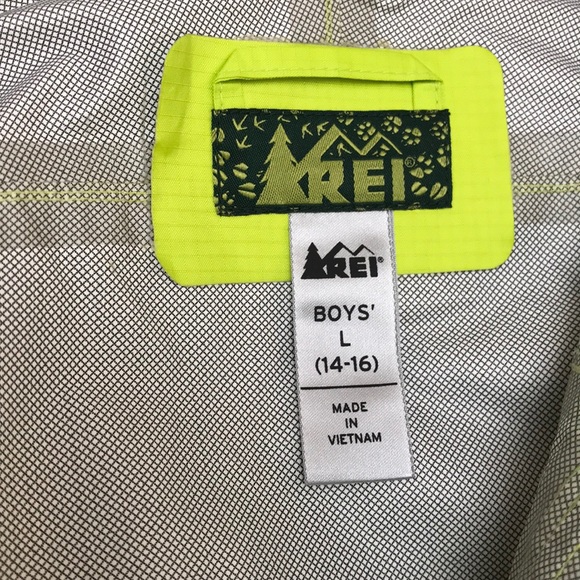 REI
REI®
BOYS'
L
(14-16)
MADE
IN
VIETNAM